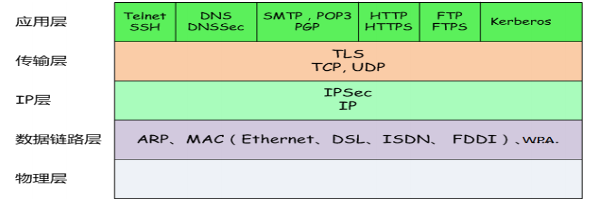 应用层
Telnet SSH
DNS DNSSec
SMTP , POP3 PGP
HTTP HTTPS
FTP FTPS
Kerberos
传输层
TLS
TCP, UDP
IP层
IPSec
IP
数据链路层
ARP、MAC ( Ethernet、DSL、ISDN、 FDDI ) 、WPA.
物理层